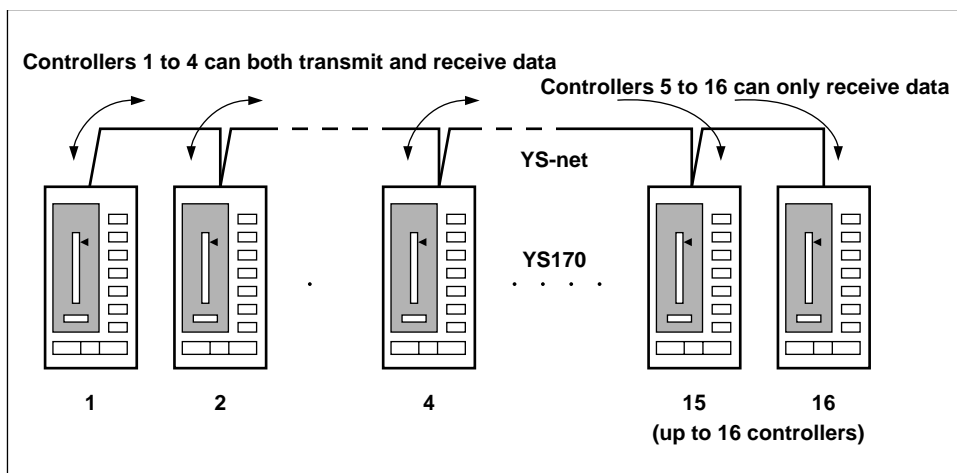 Controllers 1 to 4 can both transmit and receive data
Controllers 5 to 16 can only receive data
YS-net
YS170
1
2
4
15
16
(up to 16 controllers)